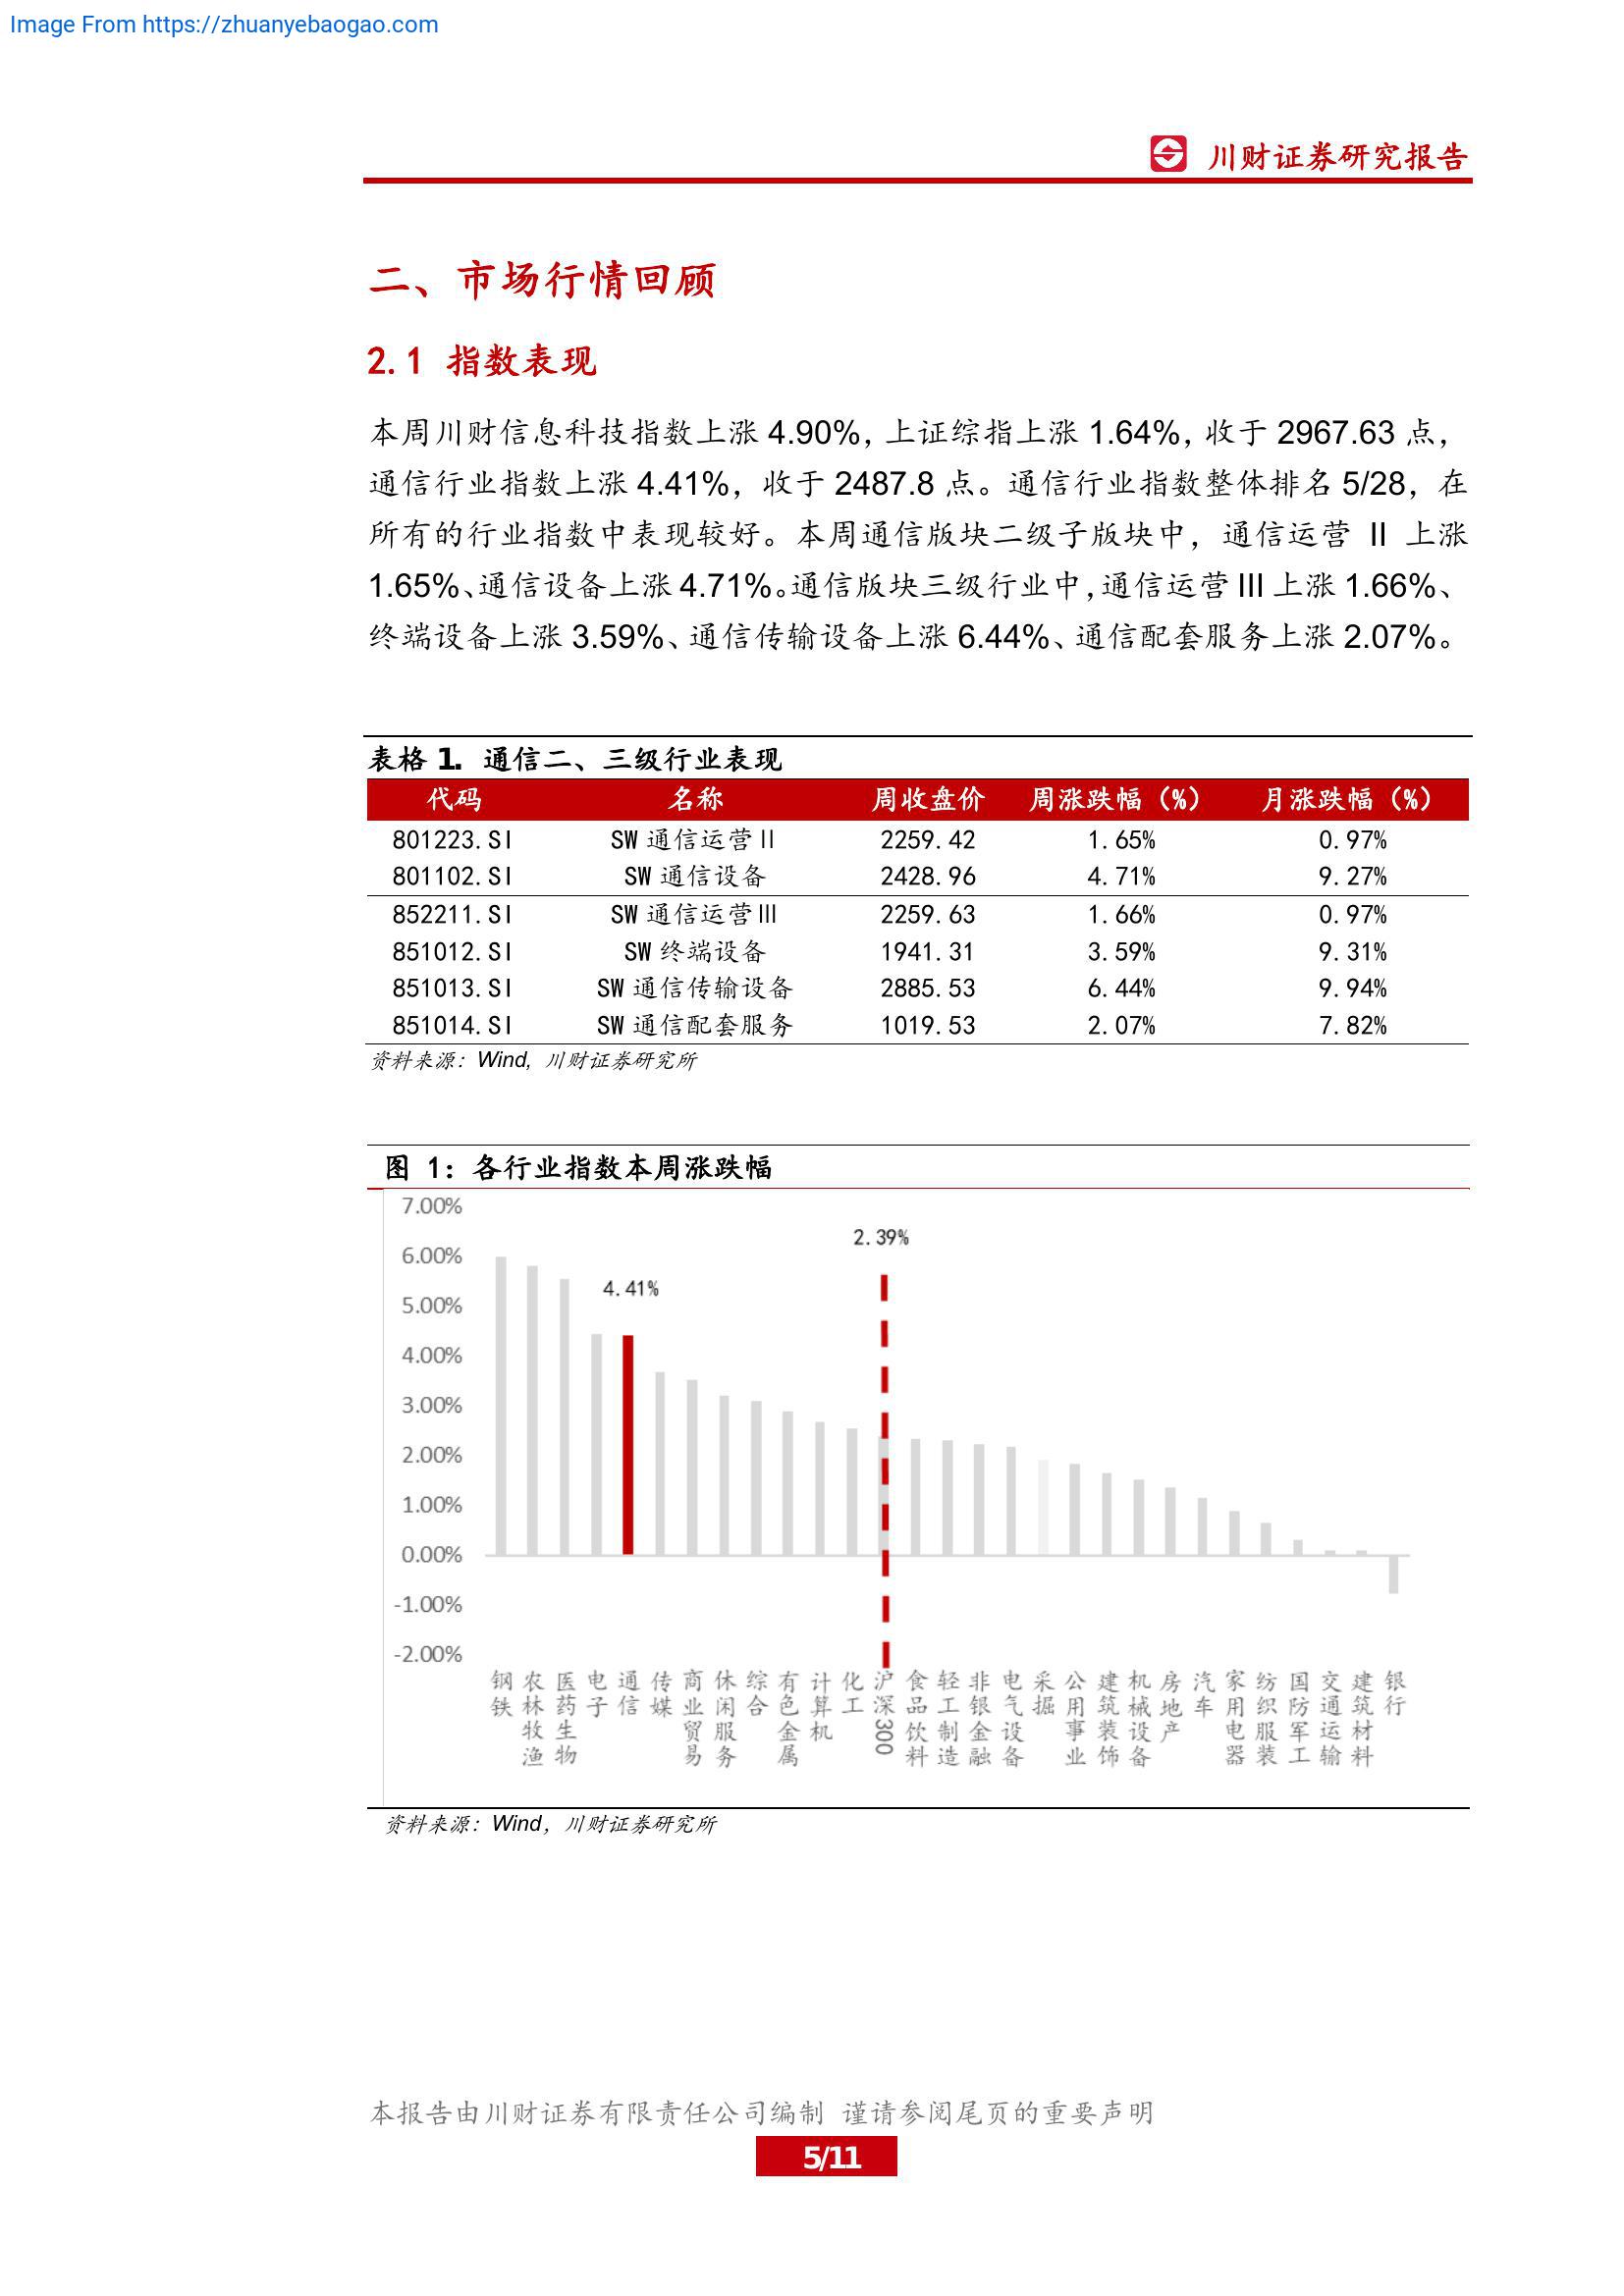 Image From https://zhuanyebaogao.com
川财证券研究报告
二、市场行情回顾
2.1 指数表现
本周川财信息科技指数上涨 4.90%, 上证综指上涨 1.64%, 收于 2967.63 点,
通信行业指数上涨 4.41%, 收于 2487.8 点。通信行业指数整体排名 5/28, 在
所有的行业指数中表现较好。本周通信版块二级子版块中, 通信运营 II 上涨
1.65%、通信设备上涨 4.71%。通信版块三级行业中,通信运营 III 上涨 1.66%、
终端设备上涨 3.59%、通信传输设备上涨 6.44%、通信配套服务上涨 2.07%。
表格 1. 通信二、三级行业表现
代码 名称 周收盘价 周涨跌幅（%） 月涨跌幅（%）
801223.SI SW 通信运营Ⅱ 2259.42 1.65% 0.97%
801102.SI SW 通信设备 2428.96 4.71% 9.27%
852211.SI SW 通信运营Ⅲ 2259.63 1.66% 0.97%
851012.SI SW 终端设备 1941.31 3.59% 9.31%
851013.SI SW 通信传输设备 2885.53 6.44% 9.94%
851014.SI SW 通信配套服务 1019.53 2.07% 7.82%
资料来源：Wind, 川财证券研究所
图 1：各行业指数本周涨跌幅
7.00%
2.39%
6.00%
4.41%
5.00%
4.00%
3.00%
2.00%
1.00%
0.00%
-1.00%
-2.00%
钢铁 农林牧渔 医药生物 电子 通信 传媒 商业贸易 休闲服务 综合 有色金属 计算机 化工 沪深300 食品饮料 轻工制造 非银金融 电气设备 采掘 公用事业 建筑装饰 机械设备 房地产 汽车 家用电器 纺织服装 国防军工 交通运输 建筑材料 银行
资料来源：Wind, 川财证券研究所
本报告由川财证券有限责任公司编制 谨请参阅尾页的重要声明
5/11